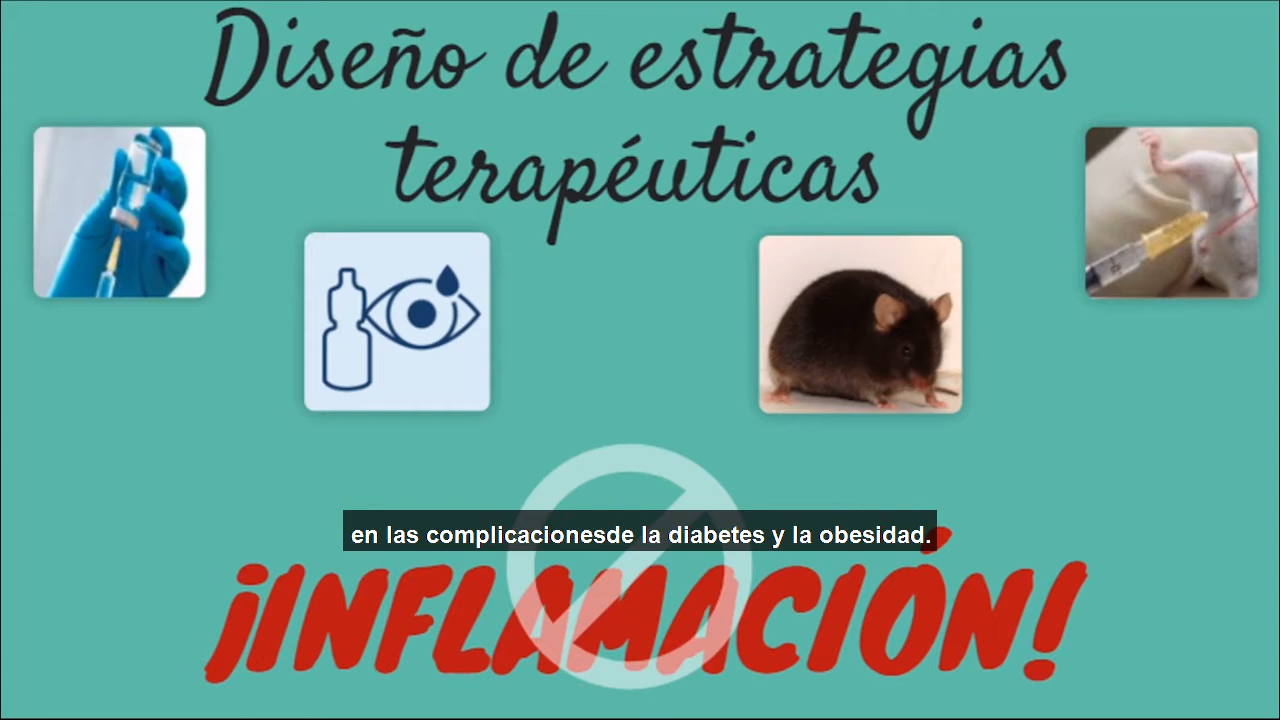 Diseño de estrategias
terapéuticas
en las complicacionesde la diabetes y la obesidad.
¡INFLAMACIÓN!